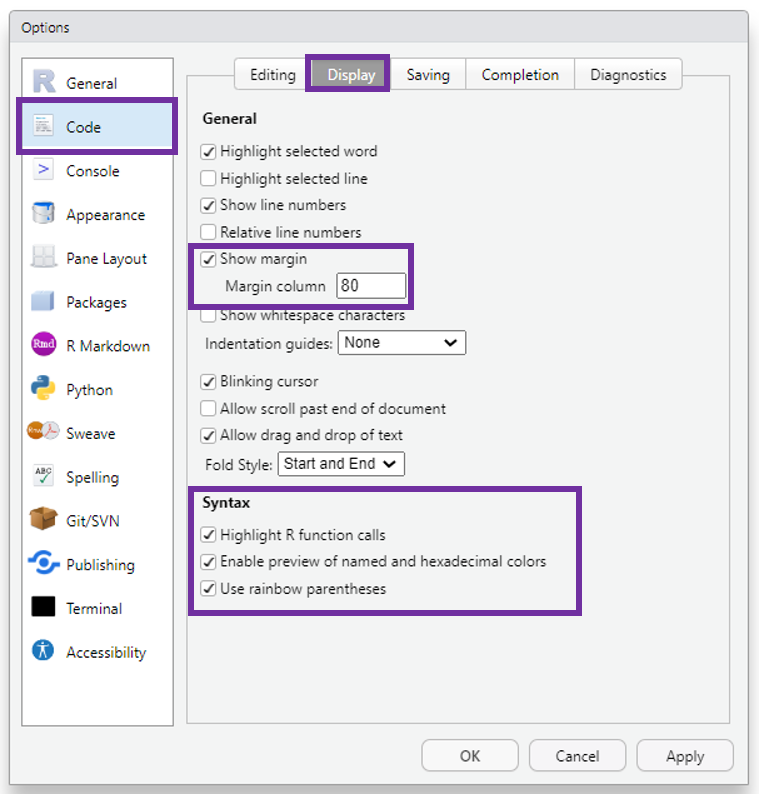 Options
General
Code
Console
Appearance
Pane Layout
Packages
Rmd
R Markdown
Python
Sweave
ABC
Spelling
Git/SVN
Publishing
Terminal
Accessibility
Editing Display Saving Completion Diagnostics
General
Highlight selected word
Highlight selected line
Show line numbers
Relative line numbers
Show margin
Margin column 80
Show whitespace characters
Indentation guides: None
Blinking cursor
Allow scroll past end of document
Allow drag and drop of text
Fold Style: Start and End
Syntax
Highlight R function calls
Enable preview of named and hexadecimal colors
Use rainbow parentheses
OK Cancel Apply